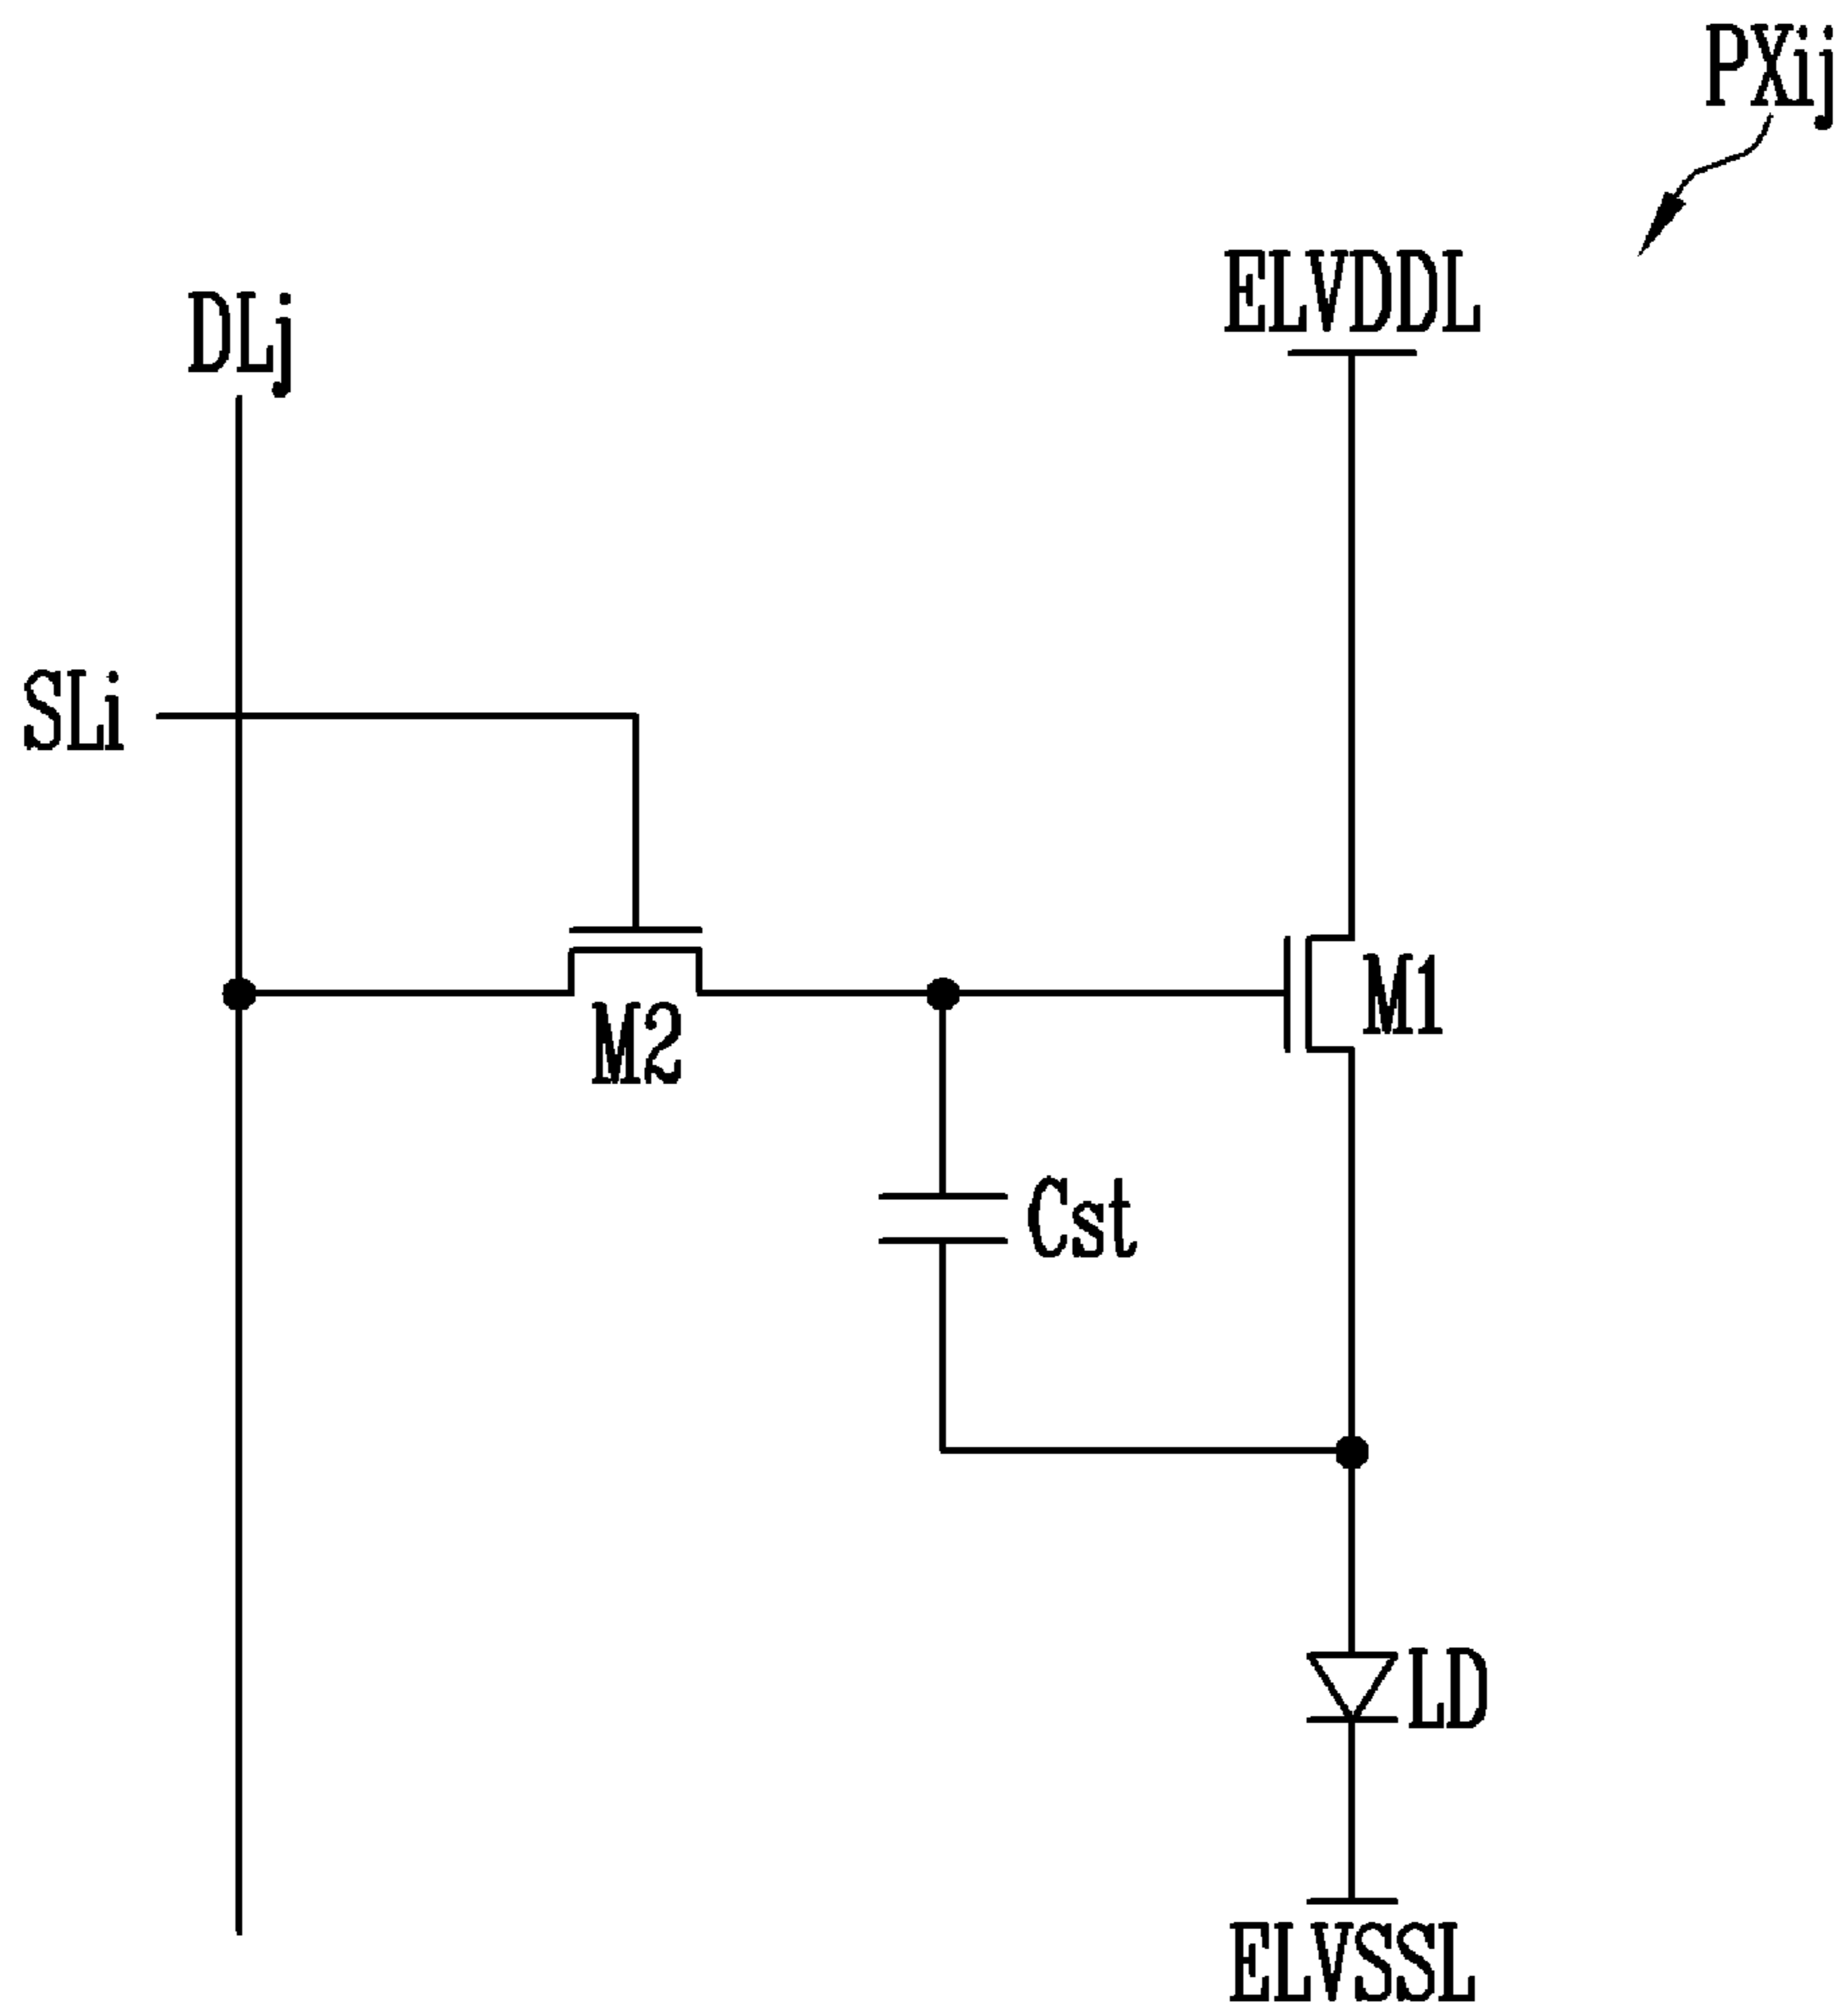 PXij
ELVDDL
DLj
SLi
M1
M2
Cst
LD
ELVSSL